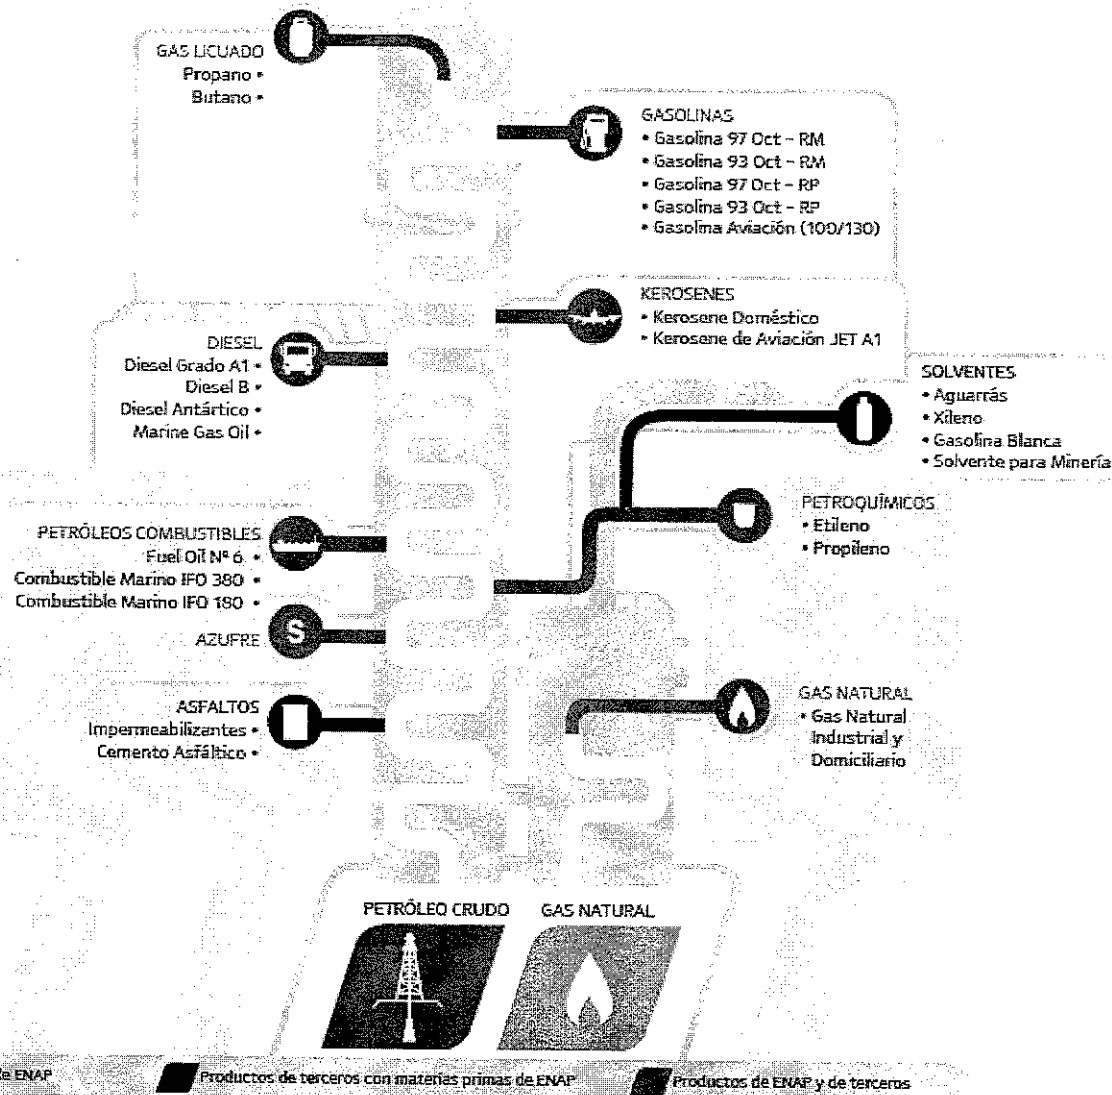 GAS LICUADO
Propano •
Butano •
GASOLINAS
• Gasolina 97 Oct – RM
• Gasolina 93 Oct – RM
• Gasolina 97 Oct – RP
• Gasolina 93 Oct – RP
• Gasolina Aviación (100/130)
KEROSENES
• Kerosene Doméstico
• Kerosene de Aviación JET A1
DIESEL
Diesel Grado A1 •
Diesel B •
Diesel Antártico •
Marine Gas Oil •
SOLVENTES
• Aguarrás
• Xileno
• Gasolina Blanca
• Solvente para Minería
PETROQUÍMICOS
• Etileno
• Propileno
PETRÓLEOS COMBUSTIBLES
Fuel Oil Nº 6 •
Combustible Marino IFO 380 •
Combustible Marino IFO 180 •
AZUFRE
S
ASFALTOS
Impermeabilizantes •
Cemento Asfáltico •
GAS NATURAL
• Gas Natural
Industrial y
Domiciliario
PETRÓLEO CRUDO
GAS NATURAL
de ENAP
Productos de terceros con materias primas de ENAP
Productos de ENAP y de terceros